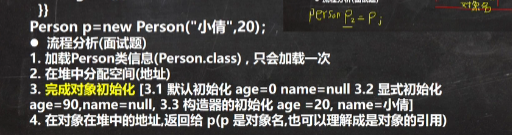 }}
Person p=new Person("小倩",20);
person p2 = p;
对象名
● 流程分析(面试题)
1. 加载Person类信息(Person.class)，只会加载一次
2. 在堆中分配空间(地址)
3. 完成对象初始化 [3.1 默认初始化 age=0 name=null 3.2 显式初始化
age=90,name=null, 3.3 构造器的初始化 age =20, name=小倩]
4. 在对象在堆中的地址,返回给 p(p 是对象名,也可以理解成是对象的引用)